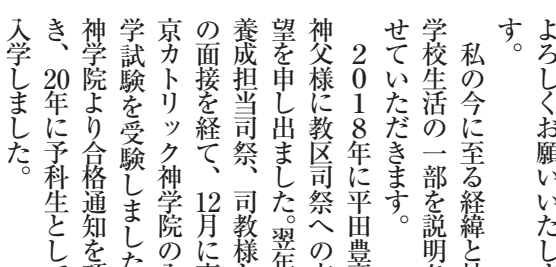 よろしくお願いいたしま
す。
私の今に至る経緯と
学校生活の一部を説明さ
せていただきます。
2018年に平田豊
神父様に教区司祭への
望を申し出ました。翌年
養成担当司祭、司教様
の面接を経て、12月に東
京カトリック神学院の入
学試験を受験しました
神学院より合格通知を
き、20年に予科生として
入学しました。